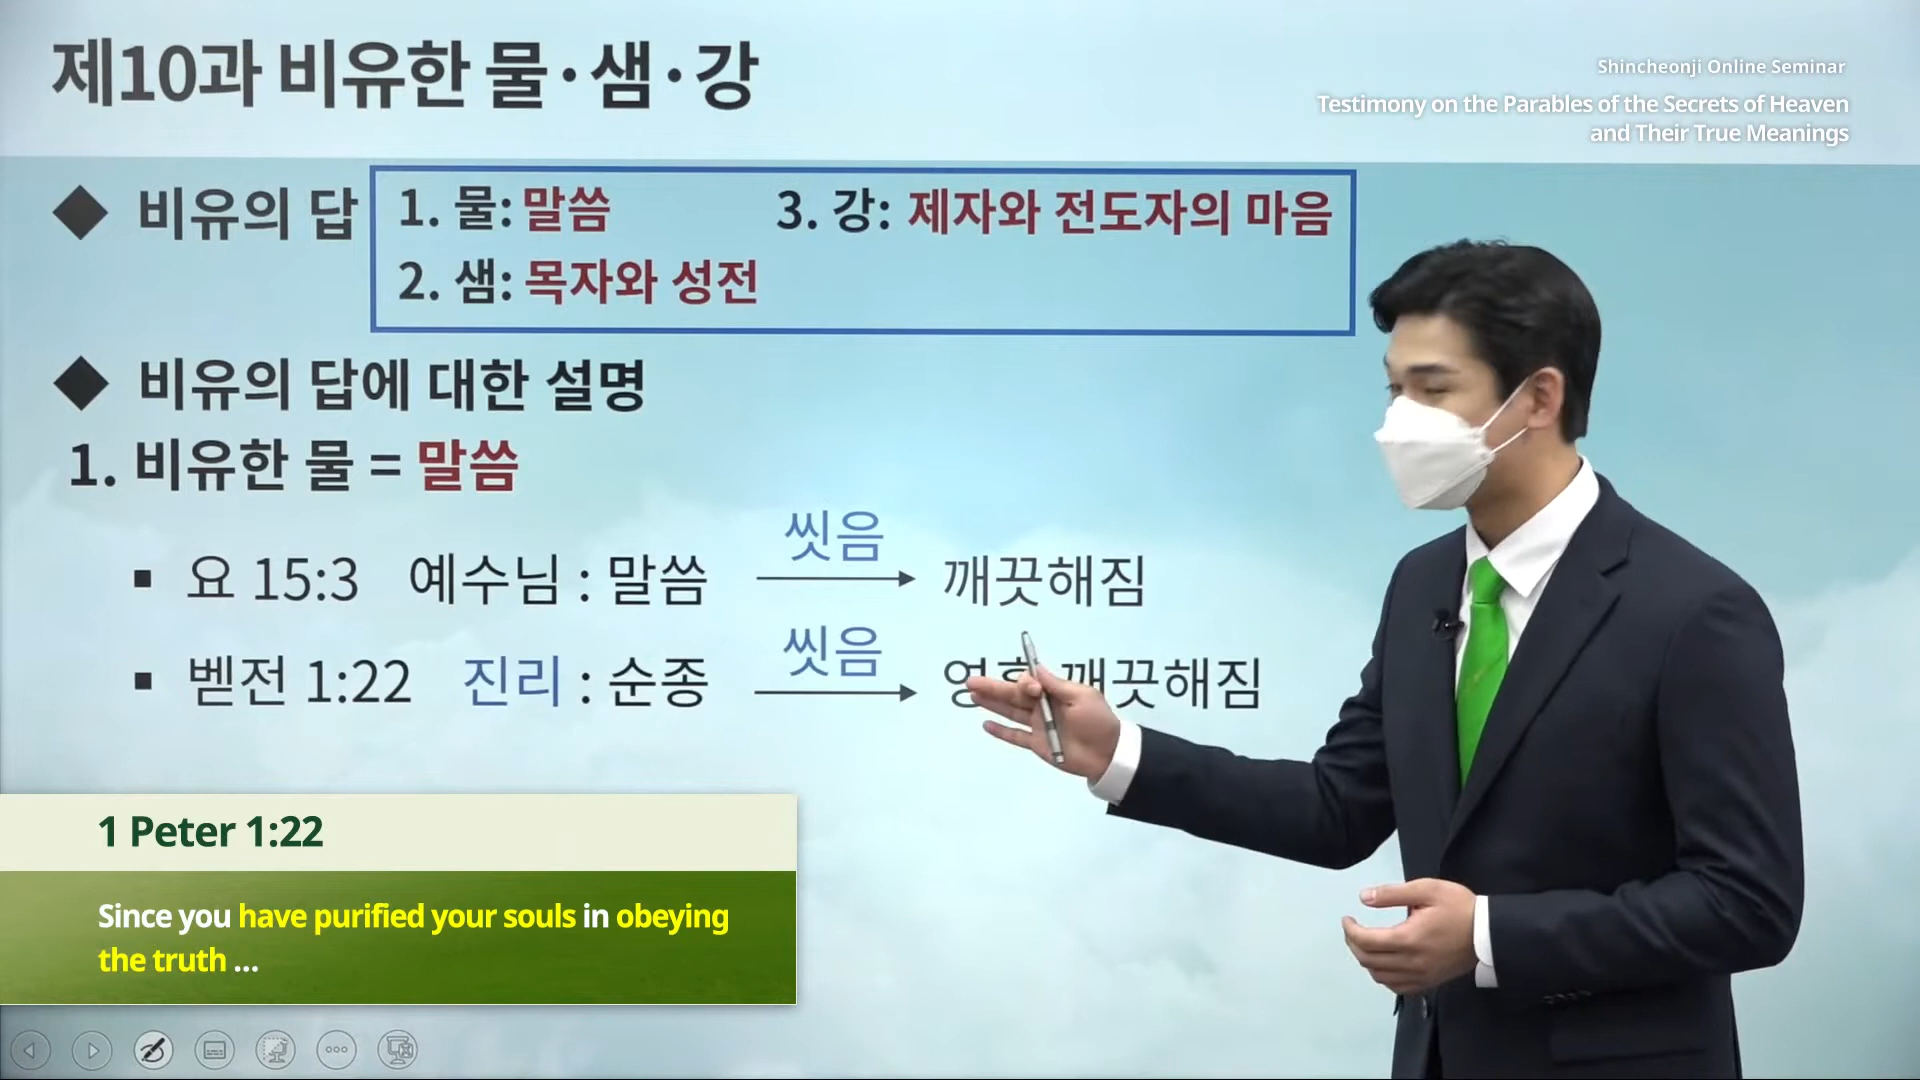 제10과 비유한 물·샘·강
Shincheonji Online Seminar
Testimony on the Parables of the Secrets of Heaven
and Their True Meanings
◆ 비유의 답
1. 물: 말씀
3. 강: 제자와 전도자의 마음
2. 샘: 목자와 성전
◆ 비유의 답에 대한 설명
1. 비유한 물 = 말씀
씻음
▪ 요 15:3 예수님 : 말씀 → 깨끗해짐
씻음
▪ 벧전 1:22 진리 : 순종 → 깨끗해짐
1 Peter 1:22
Since you have purified your souls in obeying
the truth ...